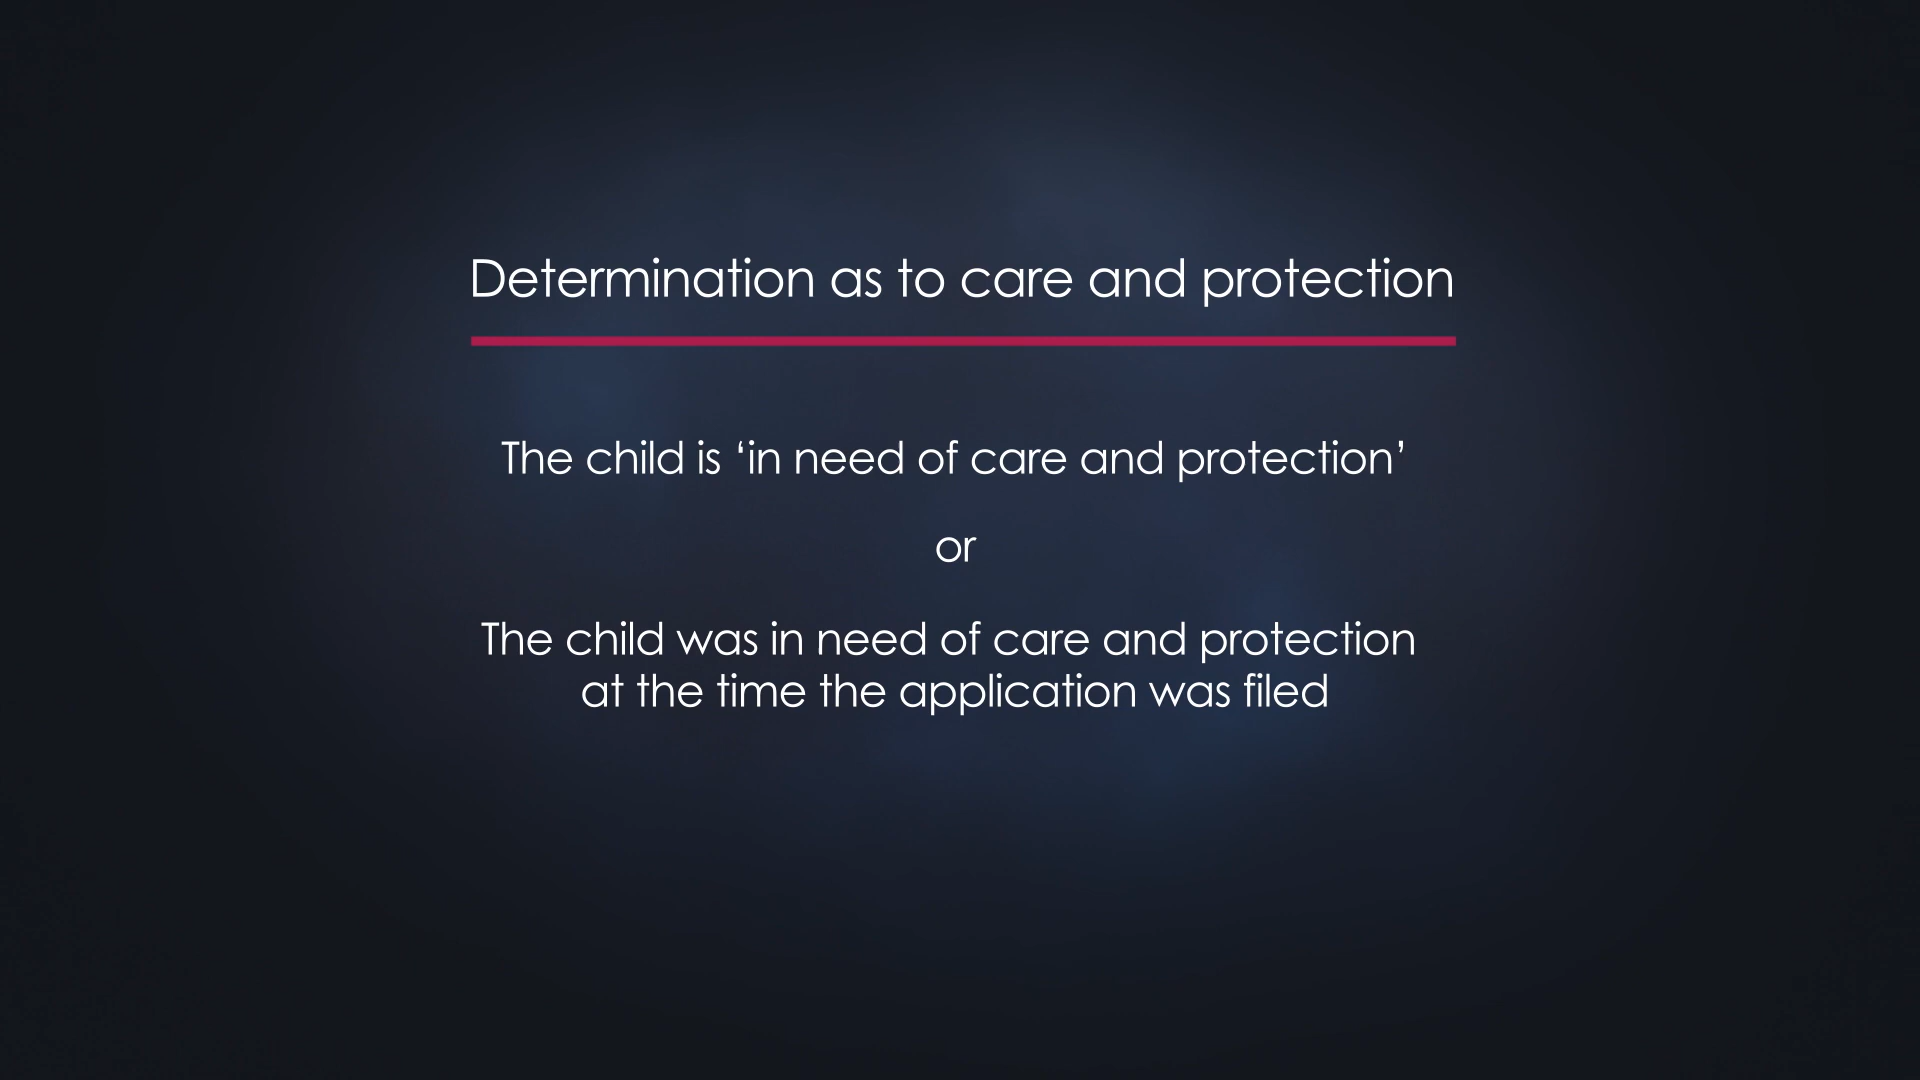 Determination as to care and protection
The child is ‘in need of care and protection’
or
The child was in need of care and protection
at the time the application was filed